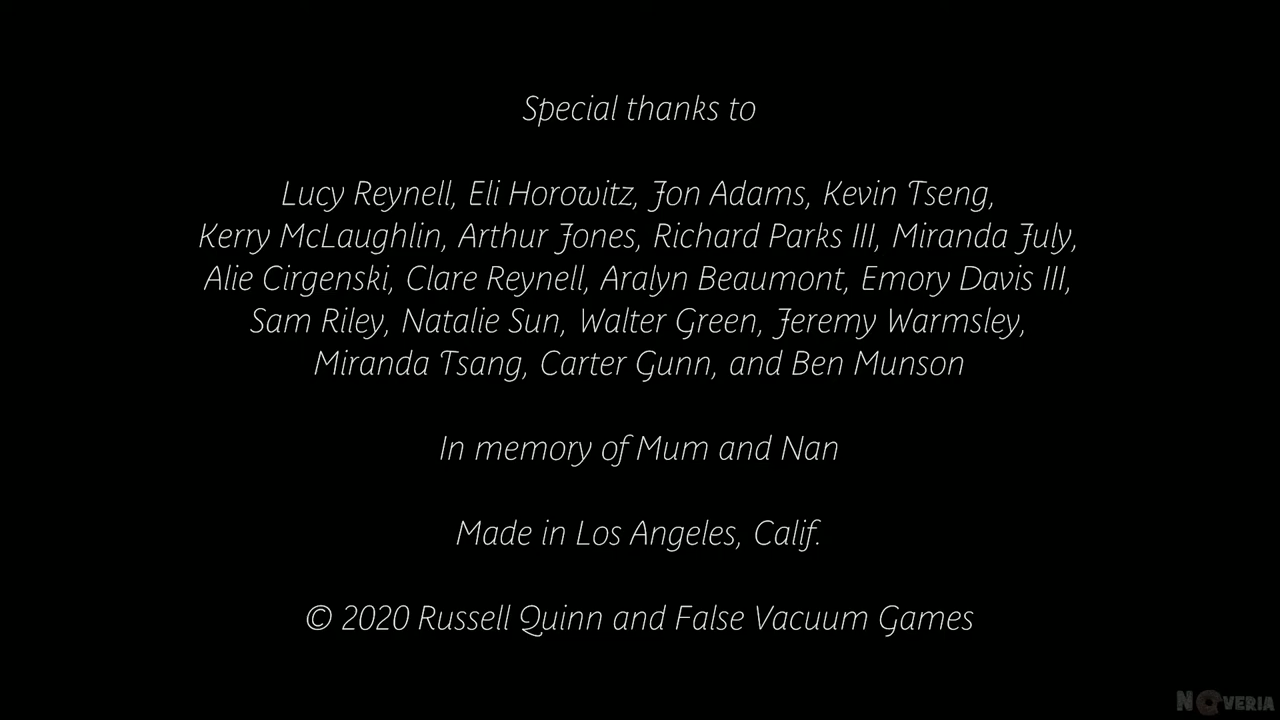 Special thanks to
Lucy Reynell, Eli Horowitz, Jon Adams, Kevin Tseng,
Kerry McLaughlin, Arthur Jones, Richard Parks III, Miranda July,
Alie Cirgenski, Clare Reynell, Aralyn Beaumont, Emory Davis III,
Sam Riley, Natalie Sun, Walter Green, Jeremy Warmsley,
Miranda Tsang, Carter Gunn, and Ben Munson
In memory of Mum and Nan
Made in Los Angeles, Calif.
© 2020 Russell Quinn and False Vacuum Games
NOVERIA